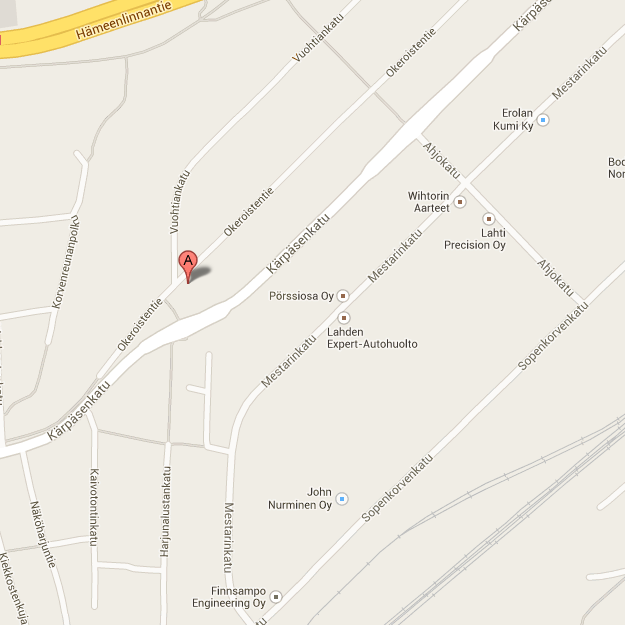 Hämeenlinnantie
Vuohtiankatu
Okeroistentie
Kärpäse
Mestarinkatu
Erolan
Kumi Ky
Ahjokatu
Vuohtiankatu
Okeroistentie
Wihtorin
Aarteet
Lahti
Precision Oy
Kärpäsenkatu
Mestarinkatu
Ahjokatu
Korvenreunanpolku
A
Pörssiosa Oy
Okeroistentie
Lahden
Expert-Autohuolto
Sopenkorvenkatu
Mestarinkatu
Kärpäsenkatu
Kaivotontinkatu
Harjunalustankatu
Näköharjuntie
Mestarinkatu
John
Nurminen Oy
Sopenkorvenkatu
Kiekkostenkuja
Finnsampo
Engineering Oy